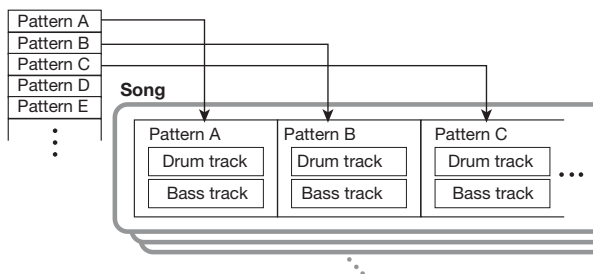 Pattern A
Pattern B
Pattern C
Pattern D
Pattern E
Song
Pattern A
Drum track
Bass track
Pattern B
Drum track
Bass track
Pattern C
Drum track
Bass track